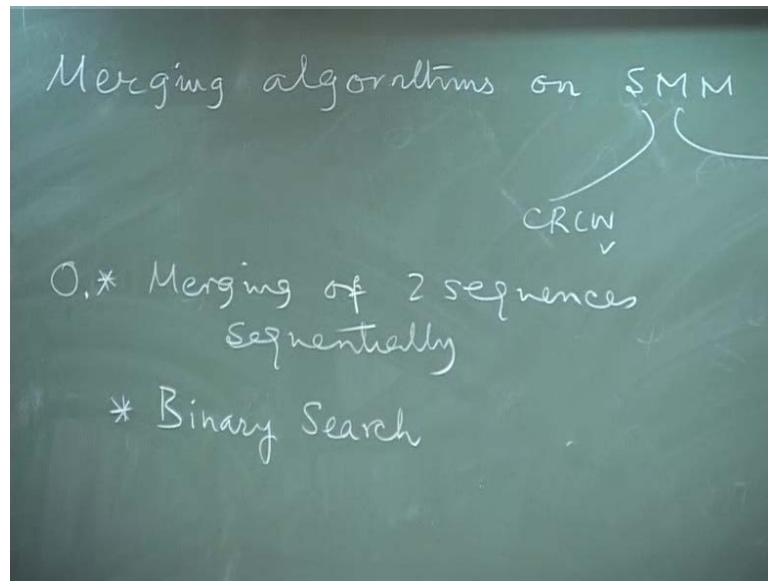 Merging algorithms on SMM
CRCW
0.* Merging of 2 sequences
sequentially
* Binary Search